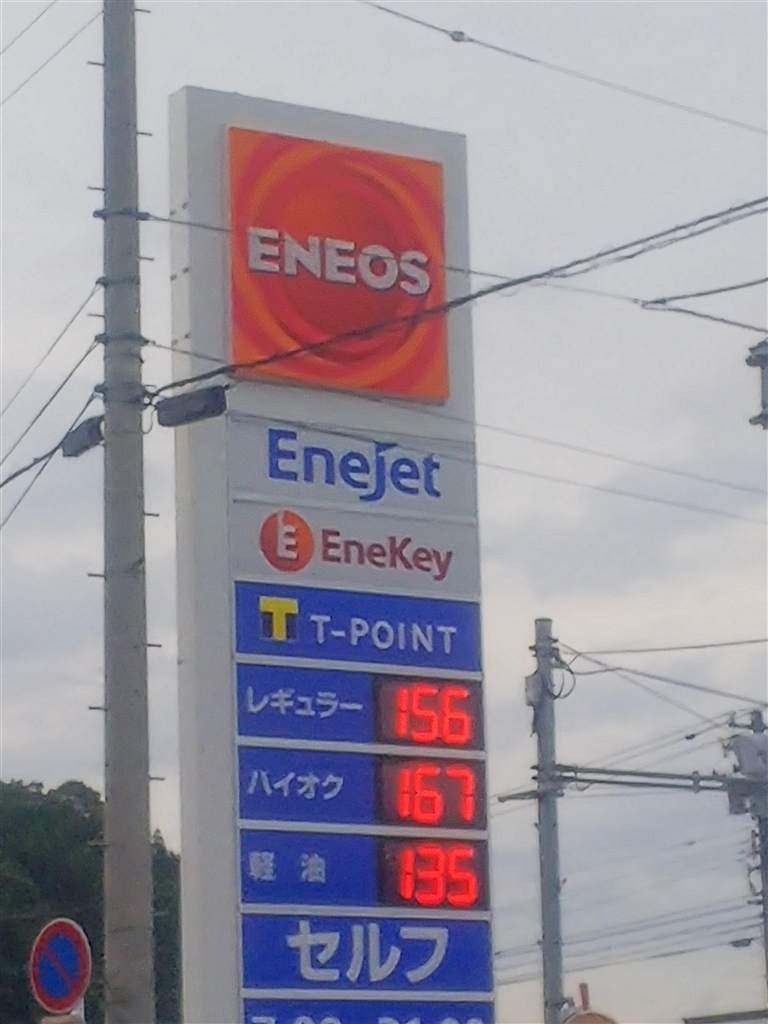 ENEOS
EneJet
E EneKey
T T-POINT
レギュラー 156
ハイオク 167
軽油 135
セルフ